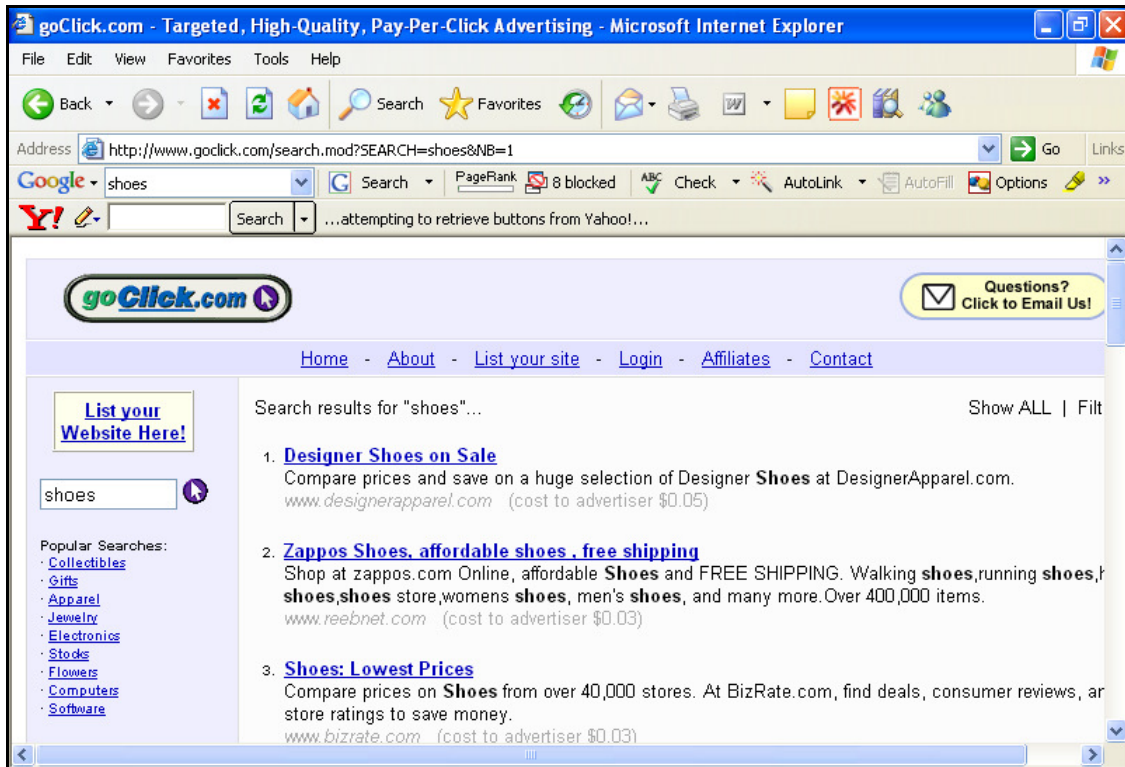 goClick.com - Targeted, High-Quality, Pay-Per-Click Advertising - Microsoft Internet Explorer
File Edit View Favorites Tools Help
Back Search Favorites
Address http://www.goclick.com/search.mod?SEARCH=shoes&NB=1 Go Links
Google shoes G Search PageRank 8 blocked ABC Check AutoLink AutoFill Options »
Y! Search ...attempting to retrieve buttons from Yahoo!...
goClick.com
Questions?
Click to Email Us!
Home - About - List your site - Login - Affiliates - Contact
List your
Website Here!
shoes
Popular Searches:
· Collectibles
· Gifts
· Apparel
· Jewelry
· Electronics
· Stocks
· Flowers
· Computers
· Software
Search results for "shoes"... Show ALL | Filt
1. Designer Shoes on Sale
Compare prices and save on a huge selection of Designer Shoes at DesignerApparel.com.
www.designerapparel.com (cost to advertiser $0.05)
2. Zappos Shoes, affordable shoes , free shipping
Shop at zappos.com Online, affordable Shoes and FREE SHIPPING. Walking shoes,running shoes,
shoes,shoes store,womens shoes, men's shoes, and many more.Over 400,000 items.
www.reebnet.com (cost to advertiser $0.03)
3. Shoes: Lowest Prices
Compare prices on Shoes from over 40,000 stores. At BizRate.com, find deals, consumer reviews,
store ratings to save money.
www.bizrate.com (cost to advertiser $0.03)